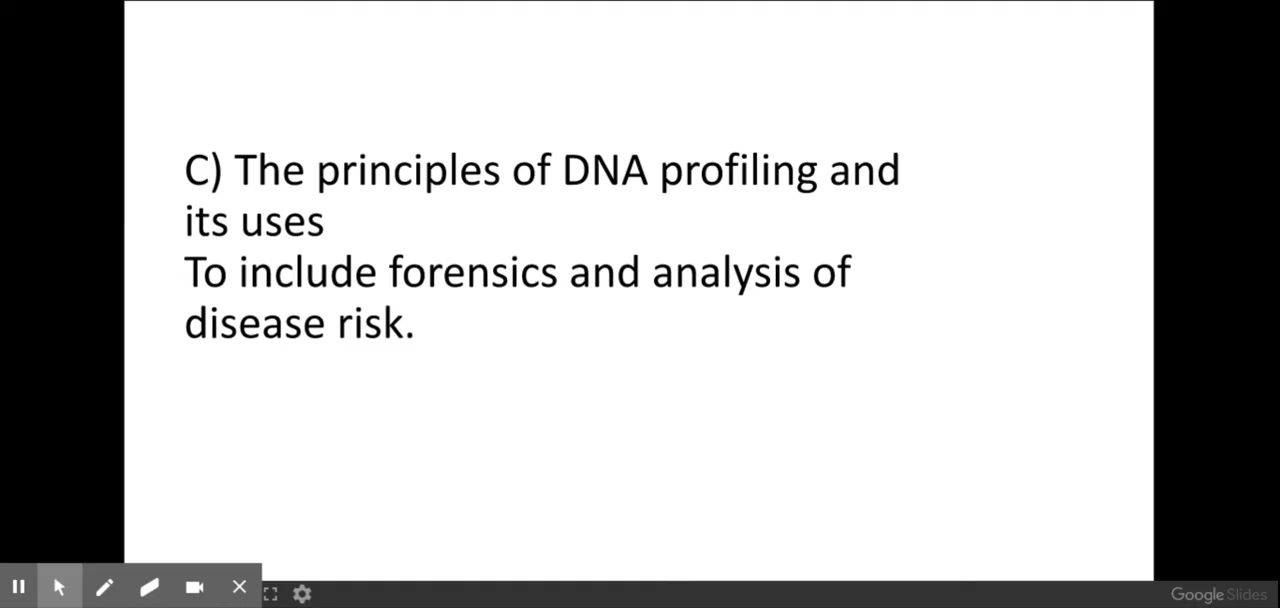 C) The principles of DNA profiling and
its uses
To include forensics and analysis of
disease risk.
Google Slides